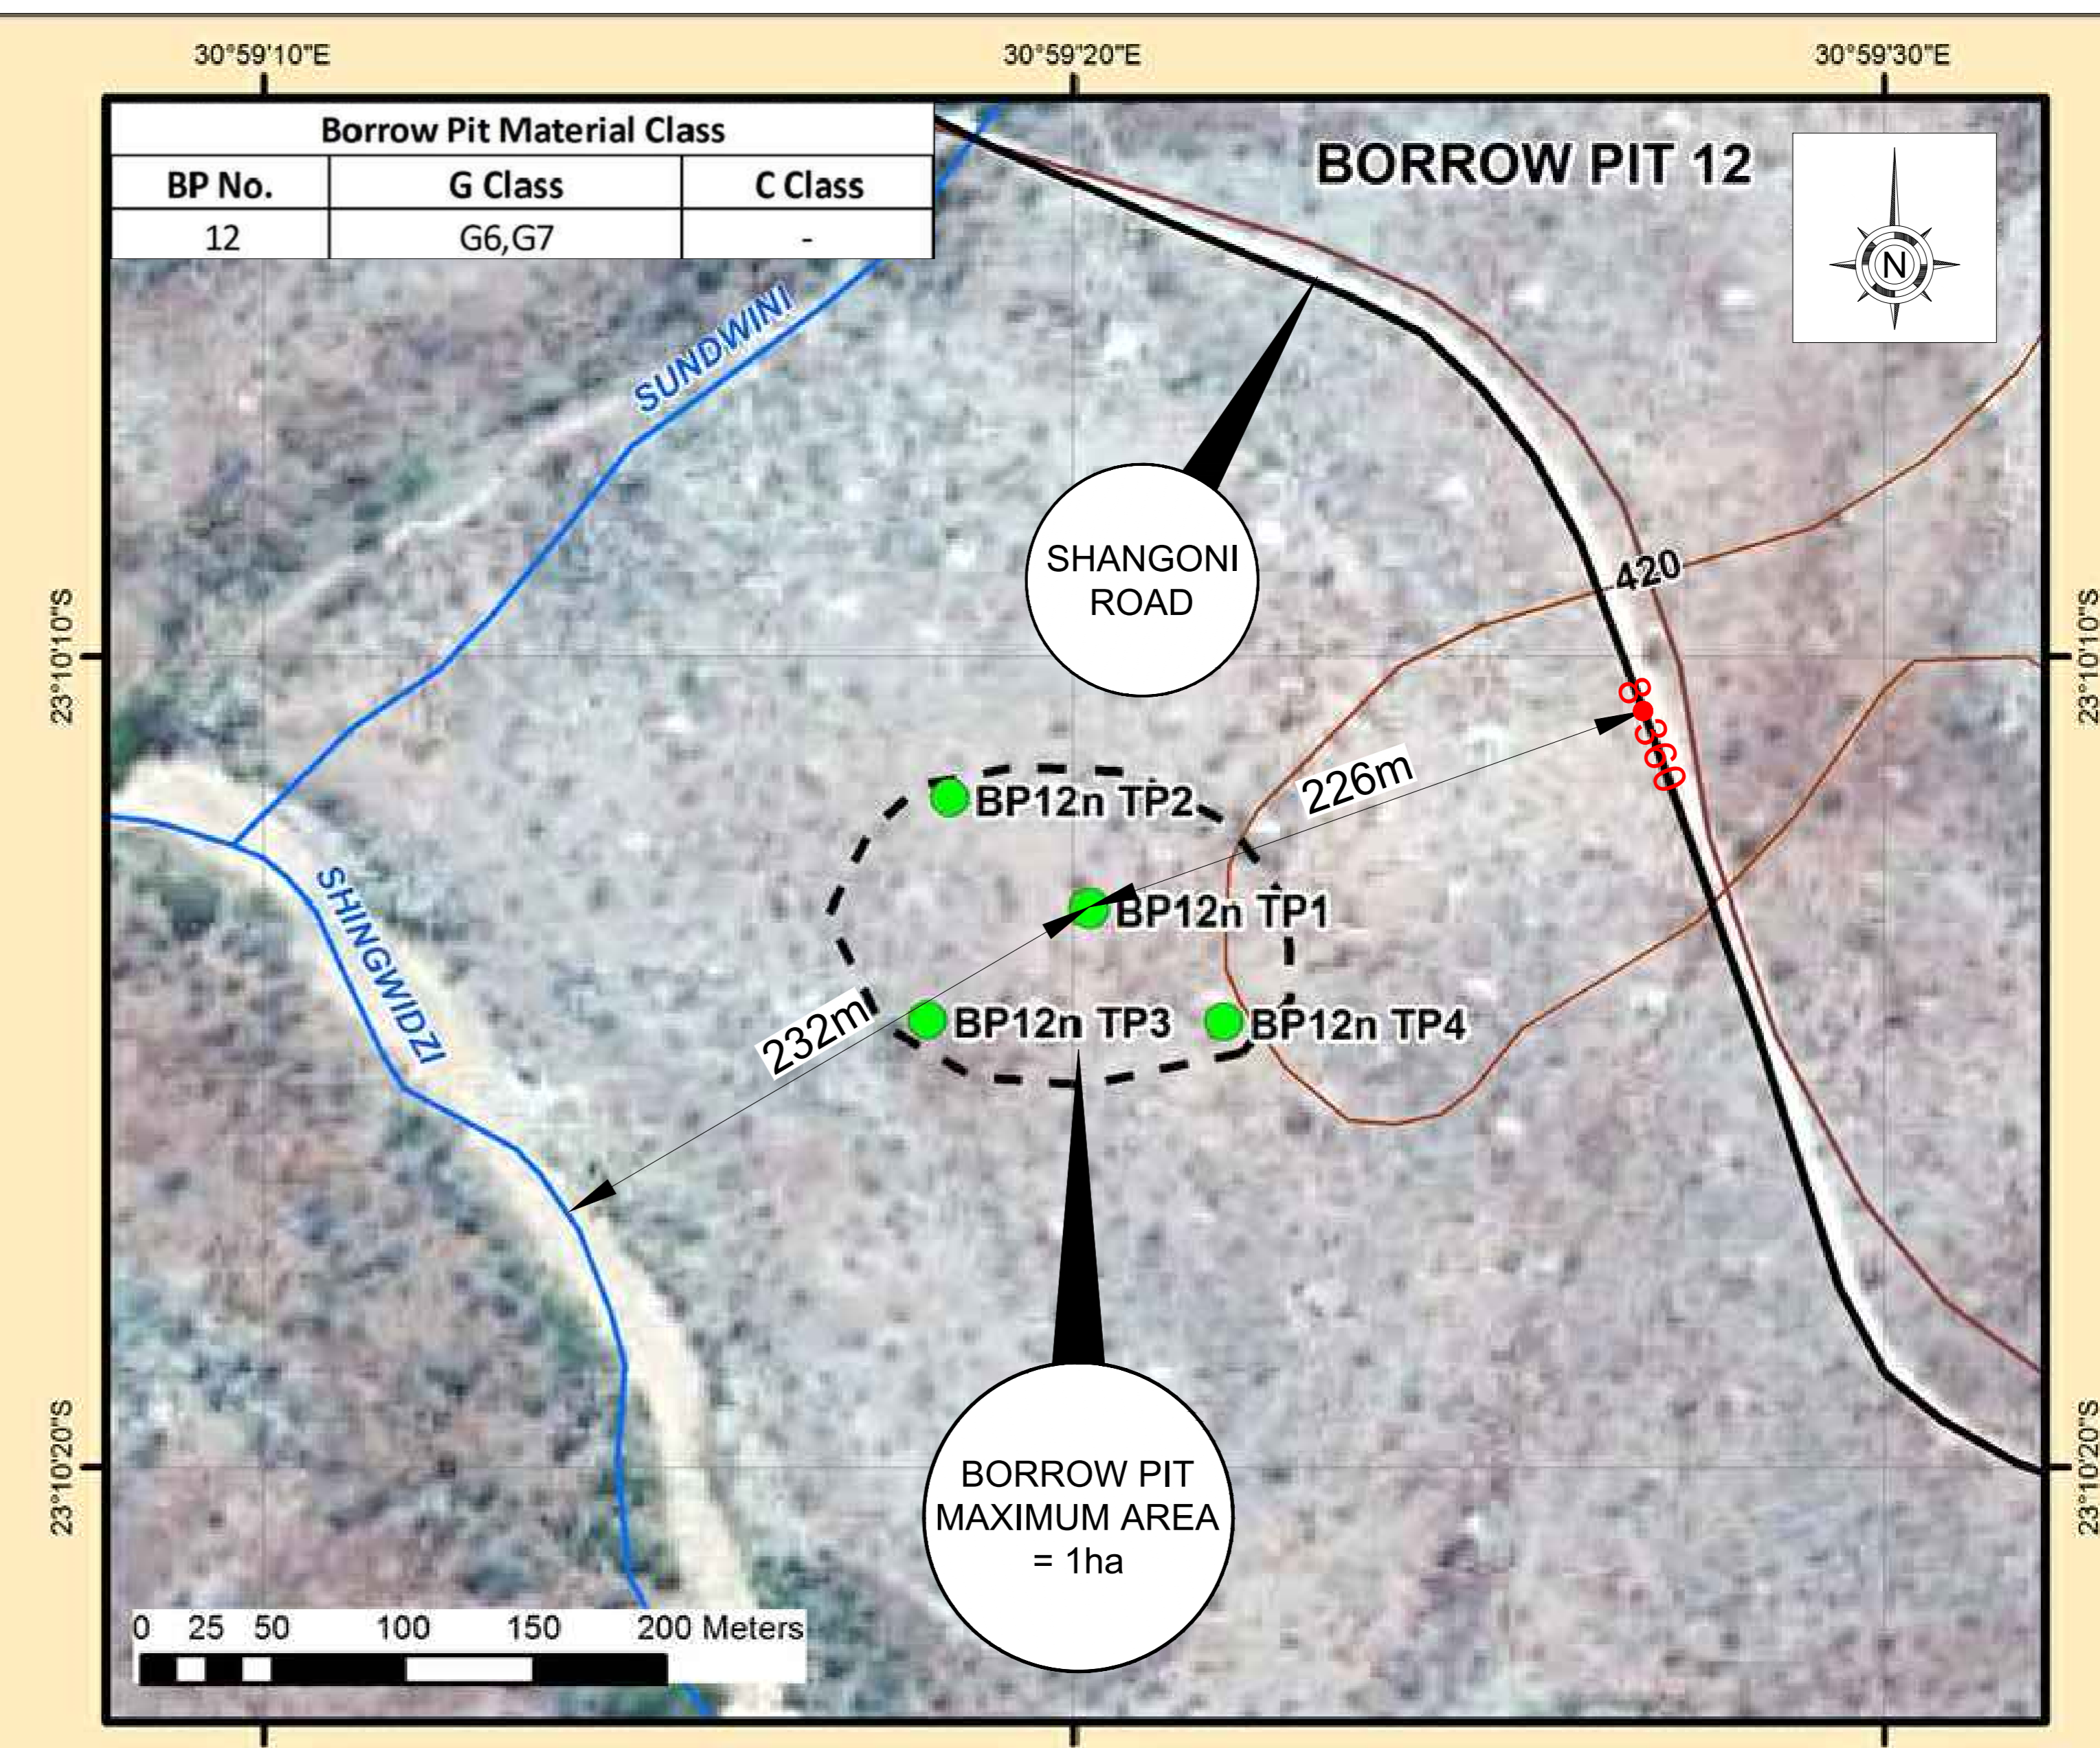 30°59'10"E 30°59'20"E 30°59'30"E
Borrow Pit Material Class
BP No. G Class C Class
12 G6,G7 -
BORROW PIT 12
N
SUNDWINI
SHANGONI
ROAD
420
23°10'10"S
23°10'10"S
8 360
226m
BP12n TP2
BP12n TP1
SHINGWIDZI
232m
BP12n TP3
BP12n TP4
BORROW PIT
MAXIMUM AREA
= 1ha
23°10'20"S
23°10'20"S
0 25 50 100 150 200 Meters